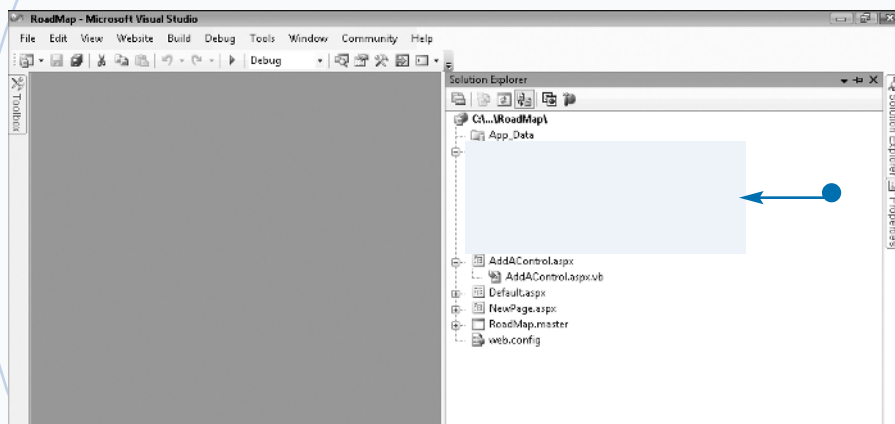 RoadMap - Microsoft Visual Studio
File Edit View Website Build Debug Tools Window Community Help
Debug
Toolbox
Solution Explorer
C:\...\RoadMap\
App_Data
AddAControl.aspx
AddAControl.aspx.vb
Default.aspx
NewPage.aspx
RoadMap.master
web.config
Solution Explorer
Properties